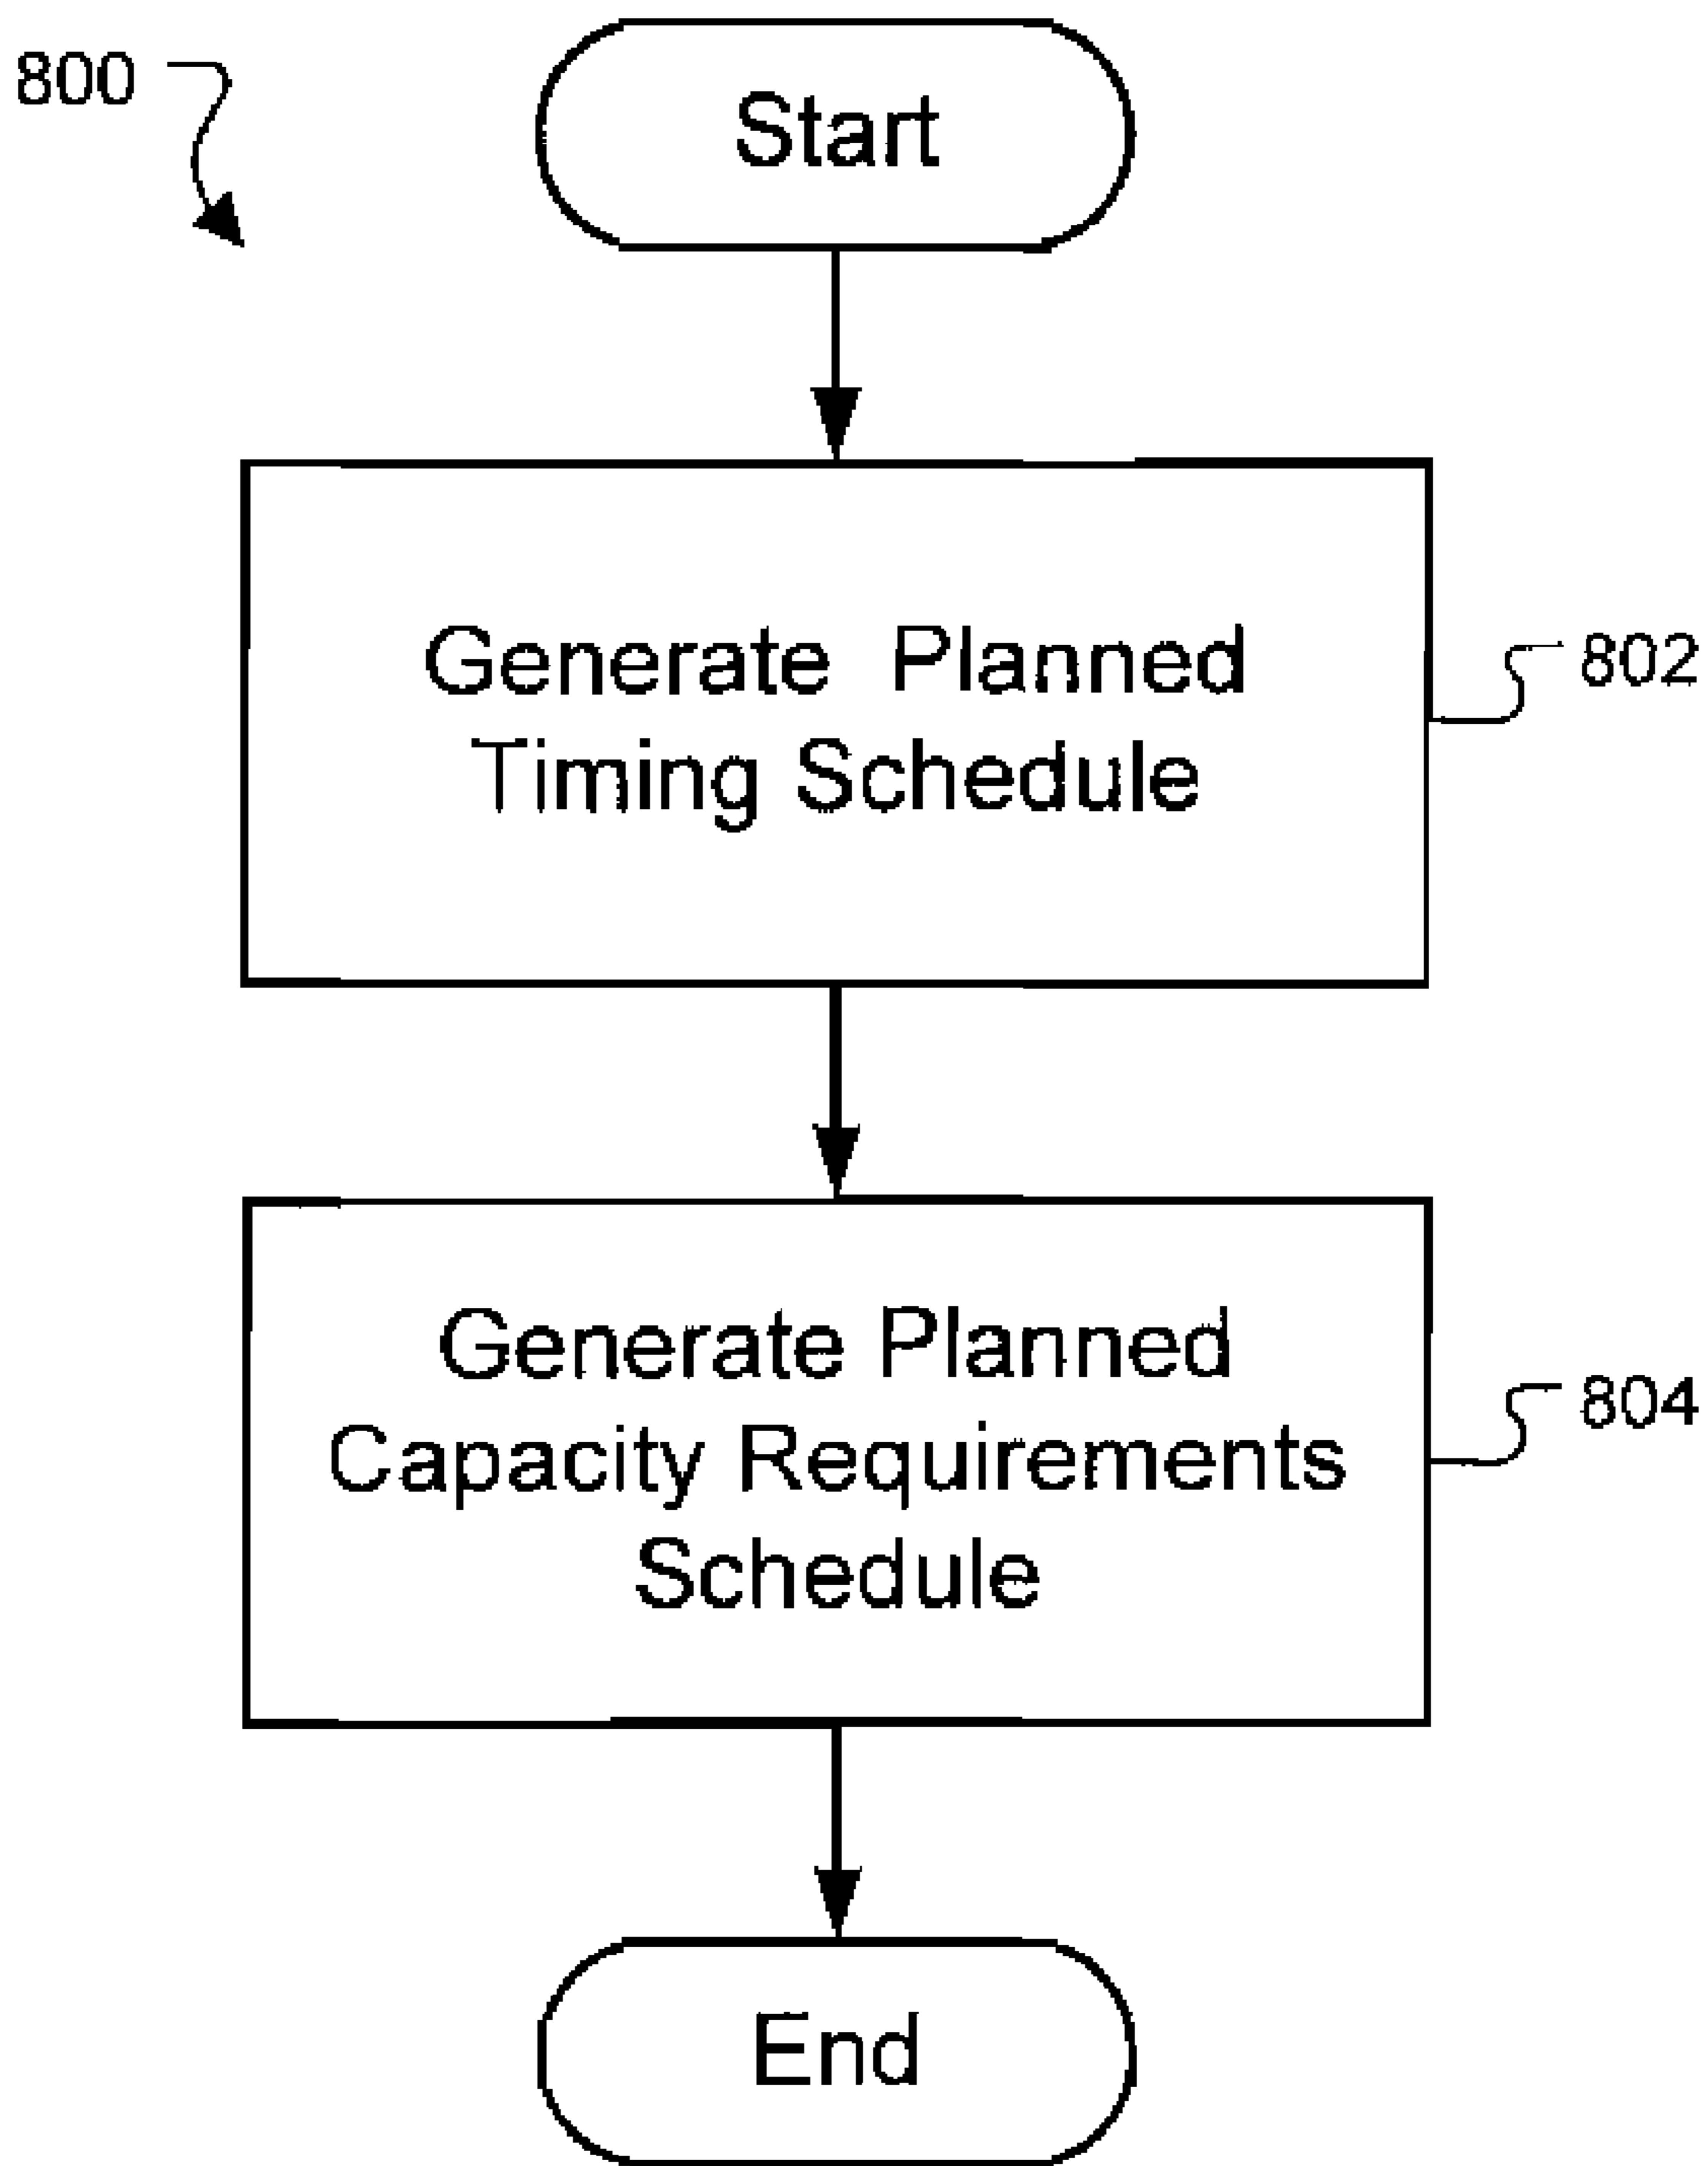 800
Start
Generate Planned
Timing Schedule
802
Generate Planned
Capacity Requirements
Schedule
804
End